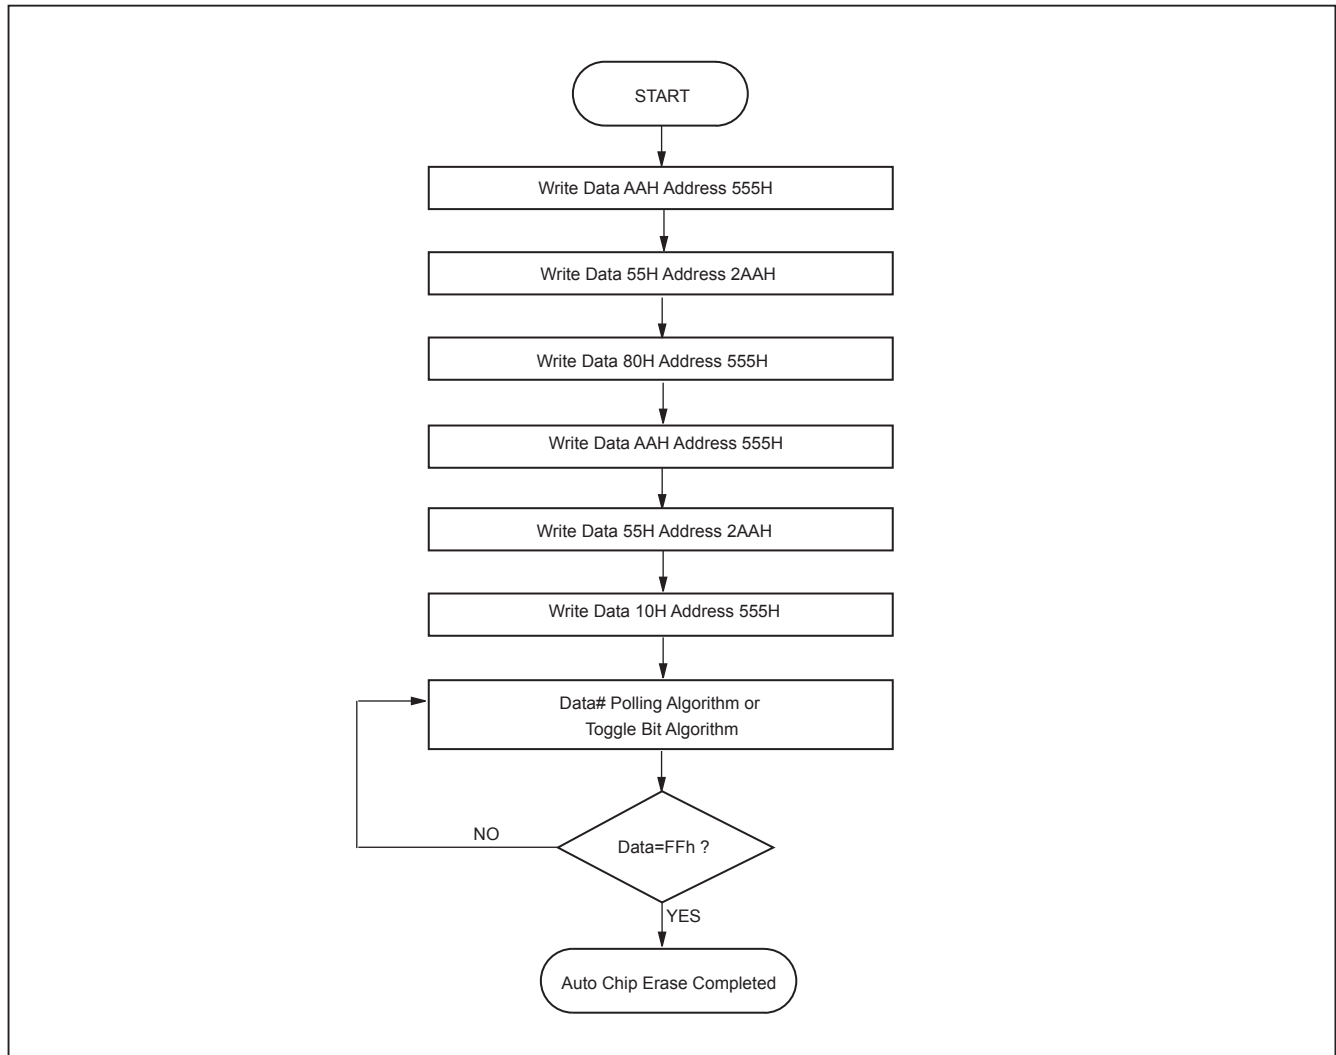 START
Write Data AAH Address 555H
Write Data 55H Address 2AAH
Write Data 80H Address 555H
Write Data AAH Address 555H
Write Data 55H Address 2AAH
Write Data 10H Address 555H
Data# Polling Algorithm or
Toggle Bit Algorithm
NO
Data=FFh ?
YES
Auto Chip Erase Completed